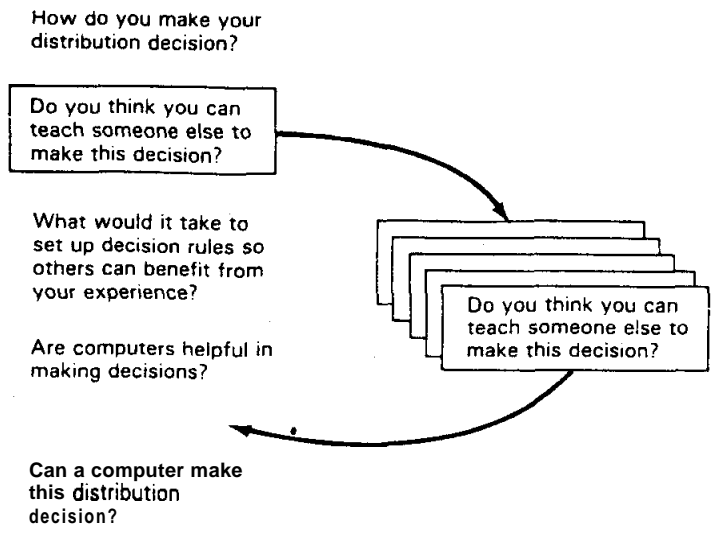 How do you make your
distribution decision?
Do you think you can
teach someone else to
make this decision?
What would it take to
set up decision rules so
others can benefit from
your experience?
Are computers helpful in
making decisions?
Do you think you can
teach someone else to
make this decision?
Can a computer make
this distribution
decision?